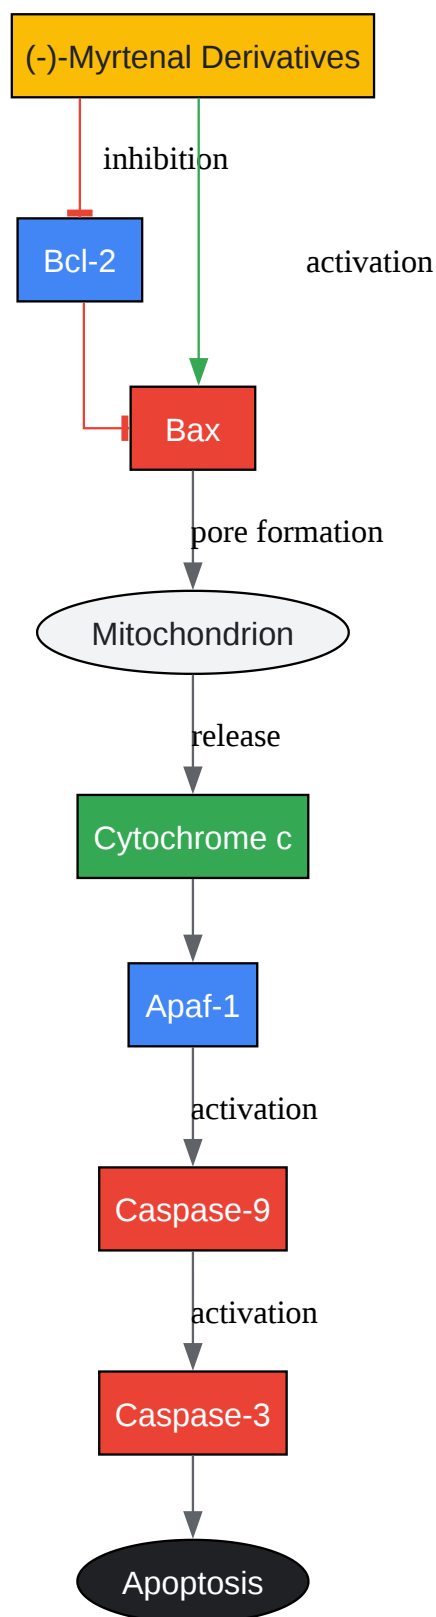 (-)-Myrtenal Derivatives
inhibition
Bcl-2
activation
Bax
pore formation
Mitochondrion
release
Cytochrome c
Apaf-1
activation
Caspase-9
activation
Caspase-3
Apoptosis